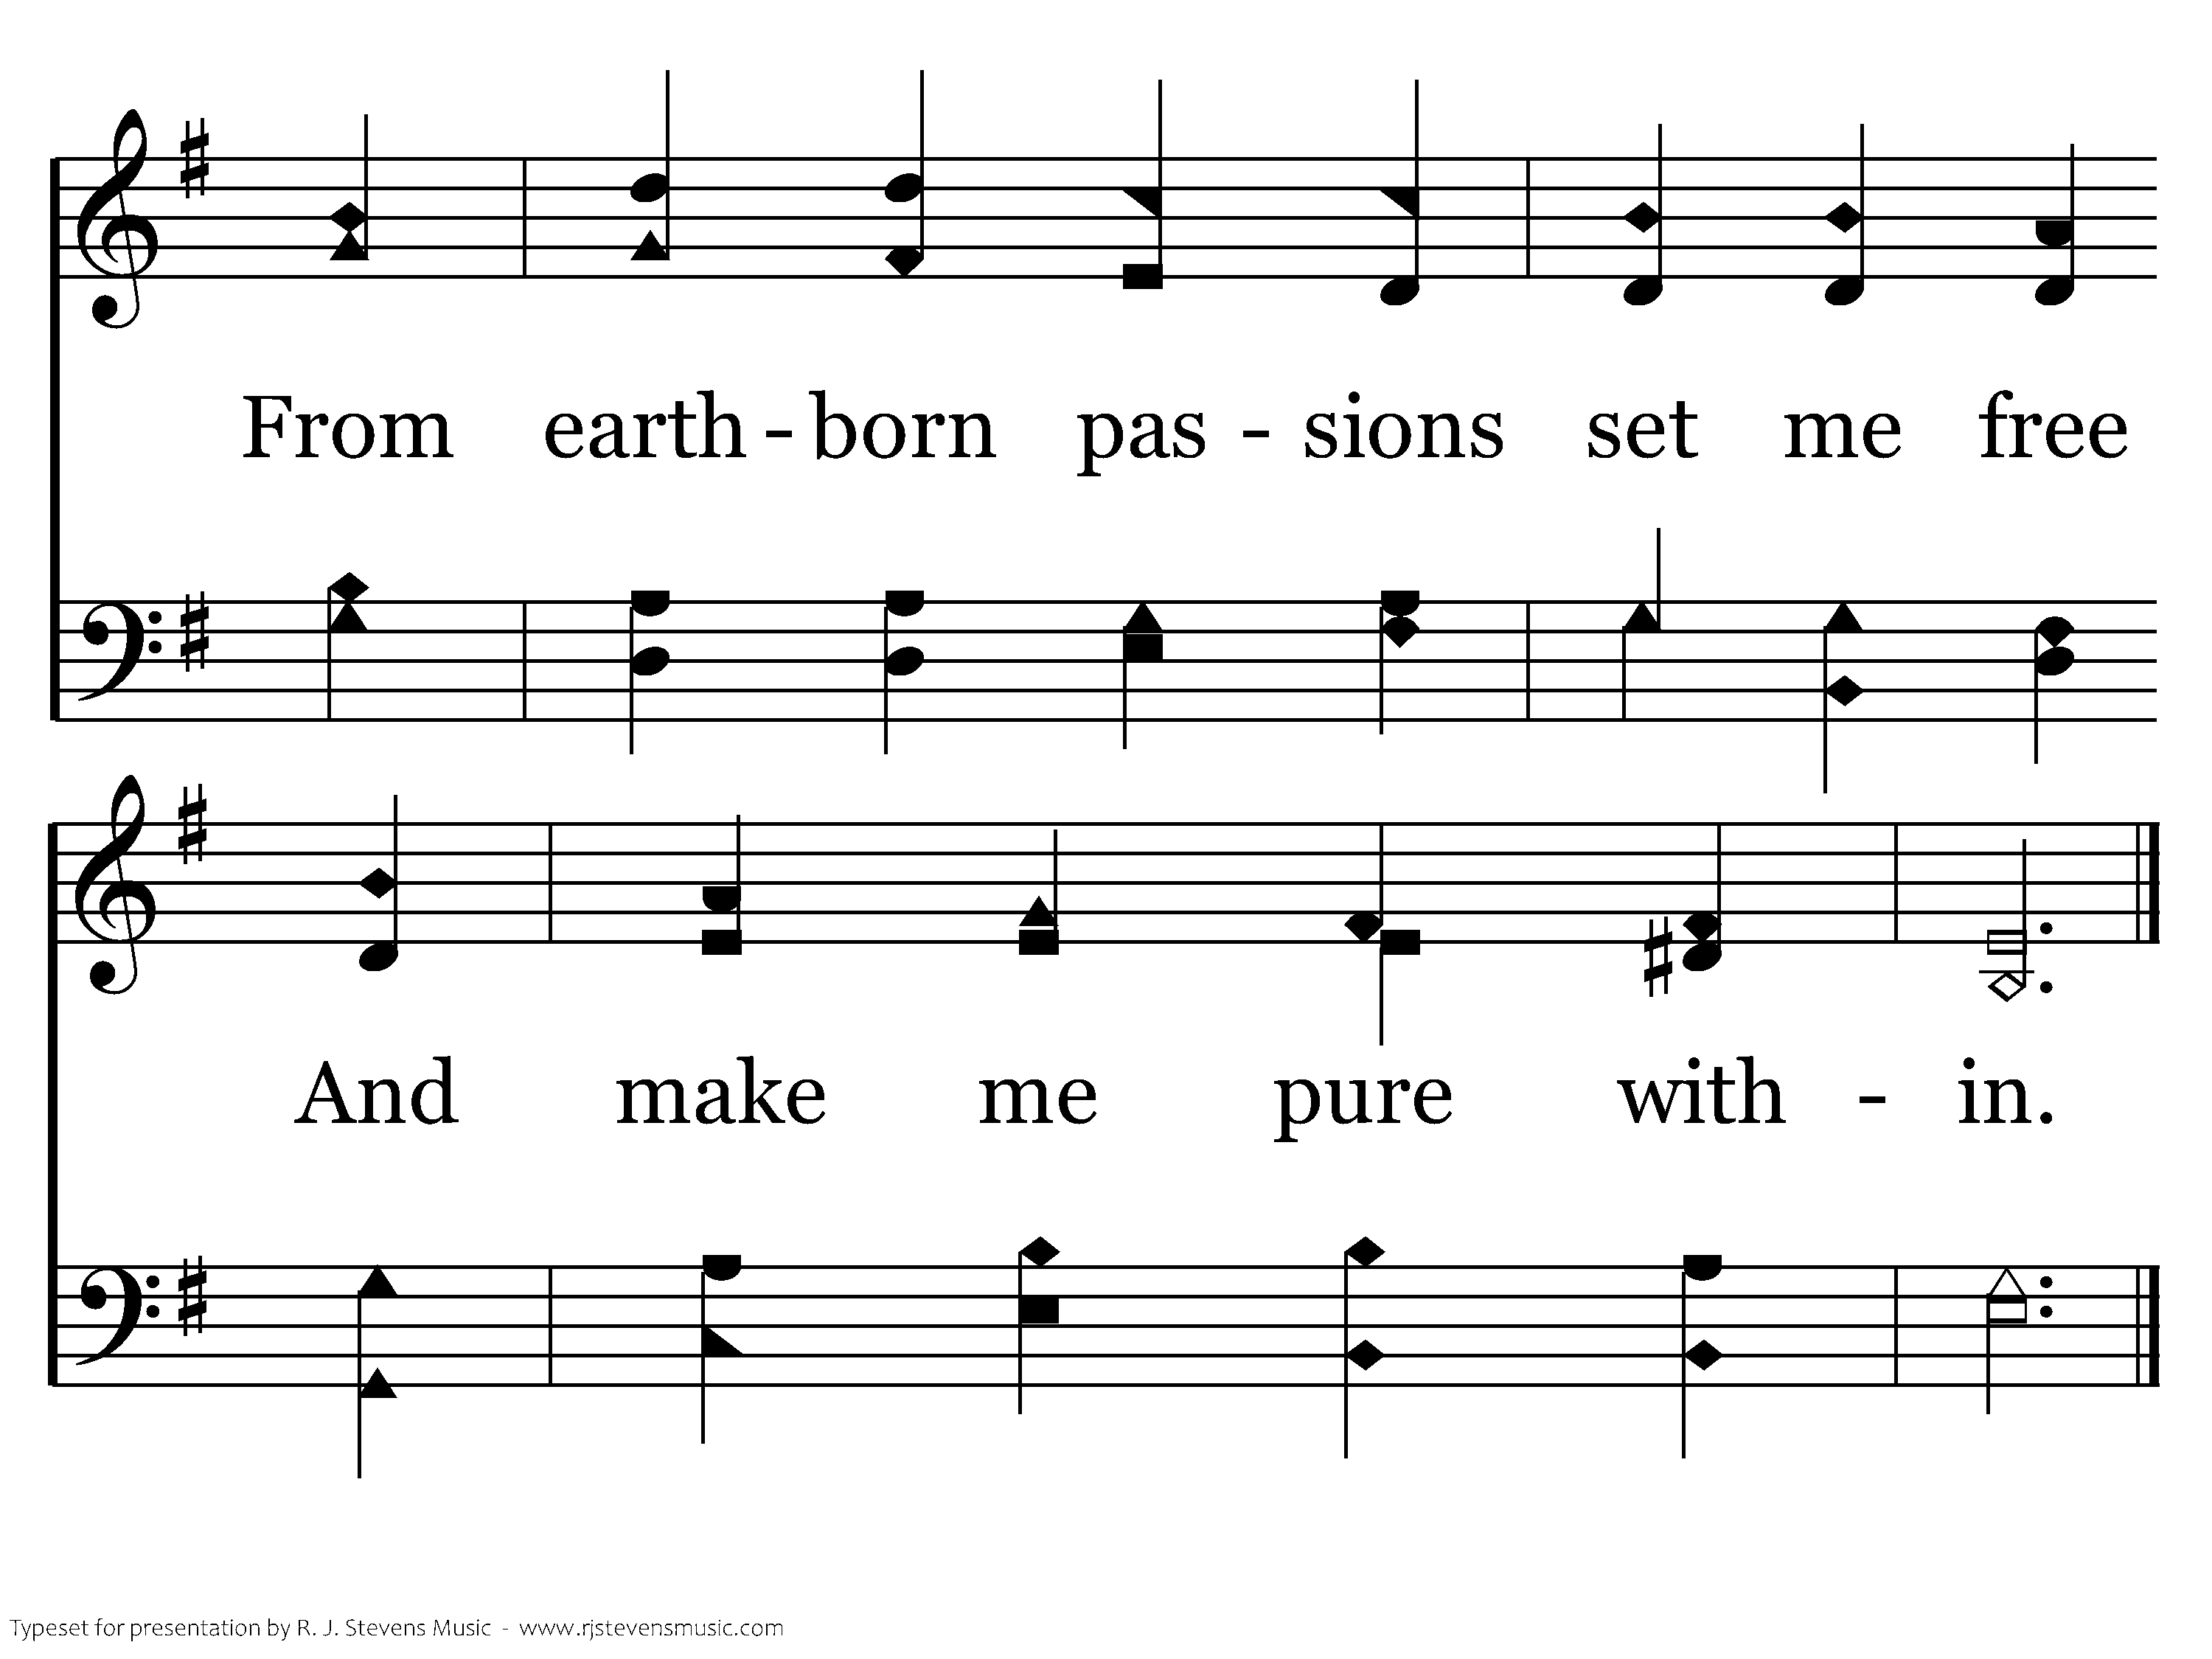 From earth - born pas - sions set me free
And make me pure with - in.
Typeset for presentation by R. J. Stevens Music - www.rjstevensmusic.com